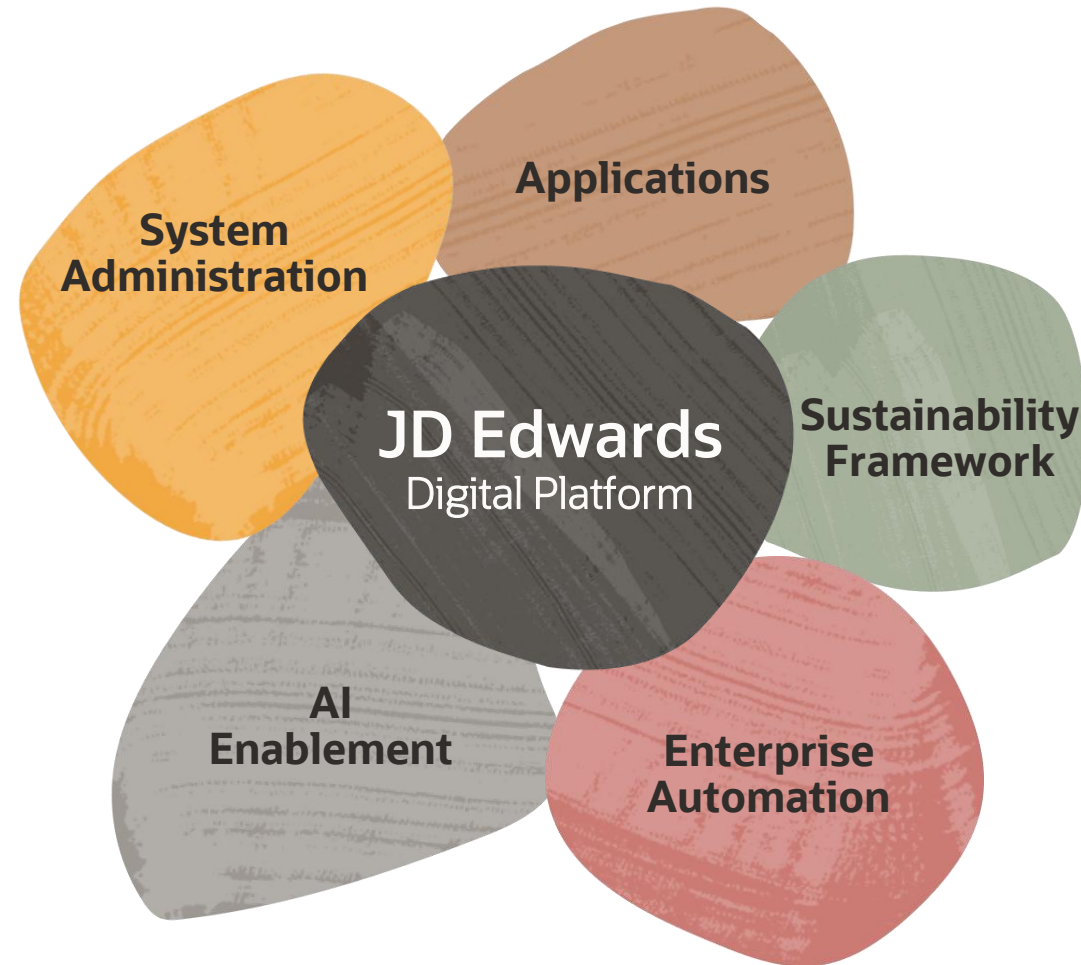 Applications
System
Administration
Sustainability
Framework
JD Edwards
Digital Platform
AI
Enablement
Enterprise
Automation